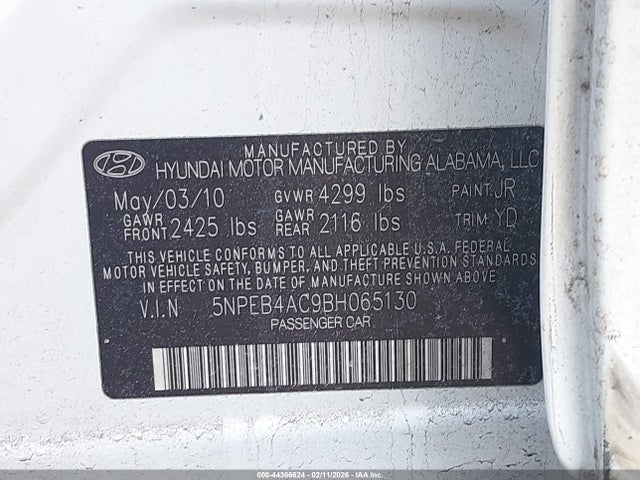 MANUFACTURED BY
HYUNDAI MOTOR MANUFACTURING ALABAMA, LLC
May/03/10 GVWR 4299 lbs PAINT: JR
GAWR FRONT 2425 lbs GAWR REAR 2116 lbs TRIM: YD
THIS VEHICLE CONFORMS TO ALL APPLICABLE U.S.A. FEDERAL
MOTOR VEHICLE SAFETY, BUMPER, AND THEFT PREVENTION STANDARDS
IN EFFECT ON THE DATE OF MANUFACTURE SHOWN ABOVE.
V.I.N 5NPEB4AC9BH065130
PASSENGER CAR
000-44366624 - 02/11/2026 - COPART.COM